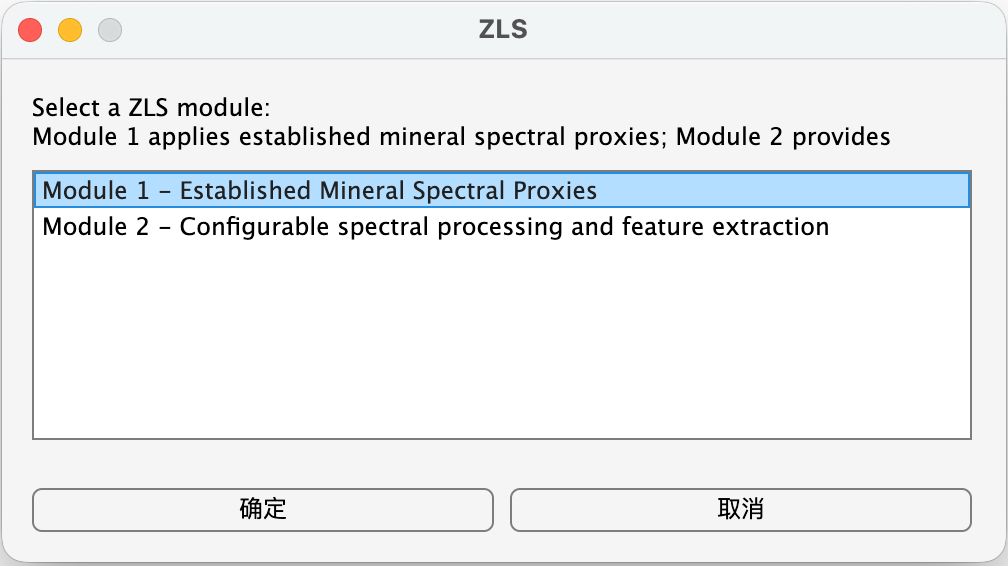 ZLS
Select a ZLS module:
Module 1 applies established mineral spectral proxies; Module 2 provides
Module 1 – Established Mineral Spectral Proxies
Module 2 – Configurable spectral processing and feature extraction
确定
取消